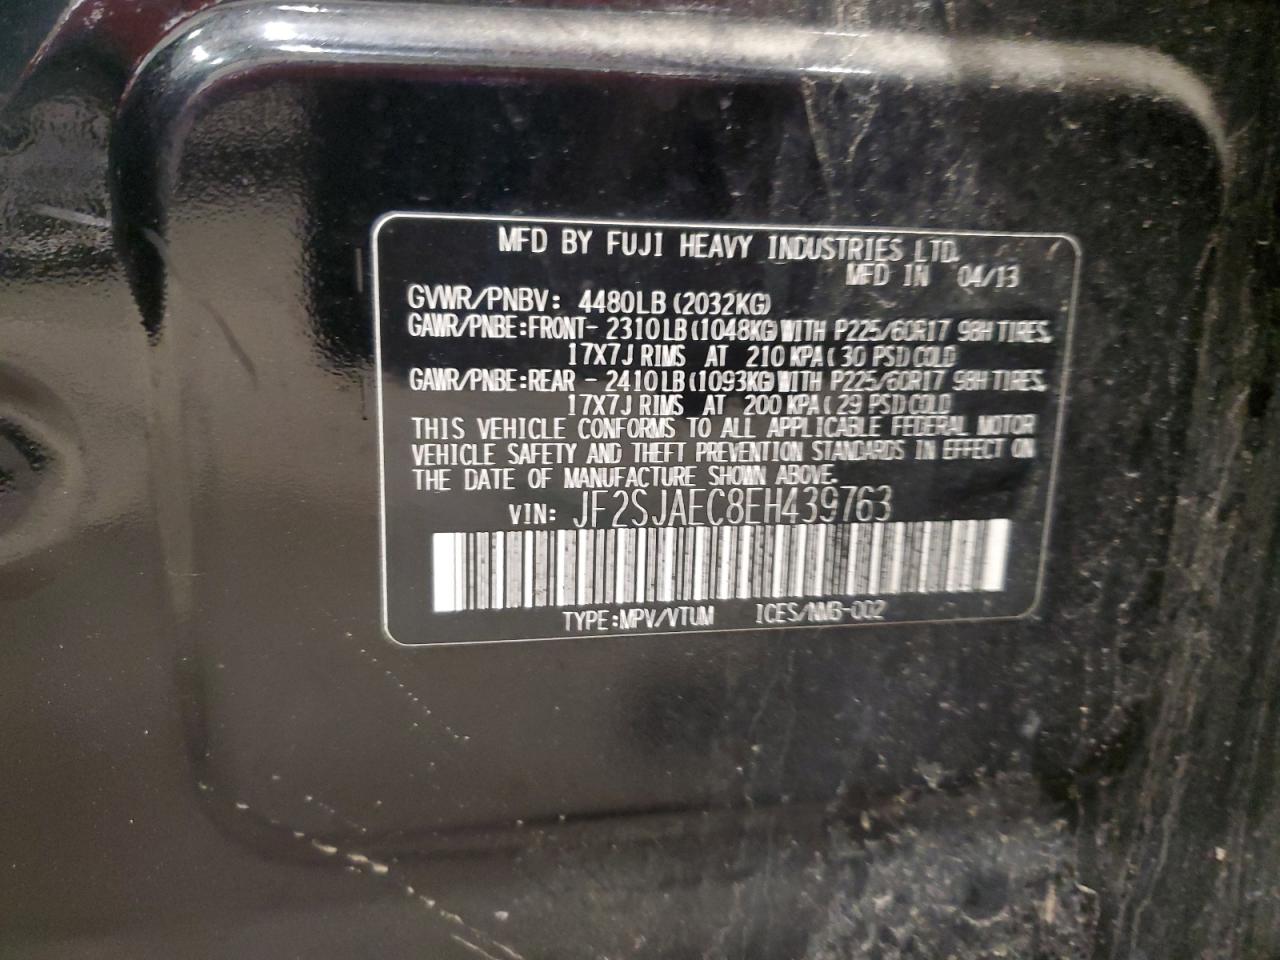 MFD BY FUJI HEAVY INDUSTRIES LTD.
MFD IN 04/13
GVWR/PNBV: 4480LB (2032KG)
GAWR/PNBE:FRONT- 2310LB(1048KG)WITH P225/60R17 98H TIRES.
17X7J RIMS AT 210 KPA(30 PSI)COLD
GAWR/PNBE:REAR - 2410LB(1093KG)WITH P225/60R17 98H TIRES.
17X7J RIMS AT 200 KPA(29 PSI)COLD
THIS VEHICLE CONFORMS TO ALL APPLICABLE FEDERAL MOTOR
VEHICLE SAFETY AND THEFT PREVENTION STANDARDS IN EFFECT ON
THE DATE OF MANUFACTURE SHOWN ABOVE.
VIN: JF2SJAEC8EH439763
TYPE:MPV/VTUM ICES/NMB-002